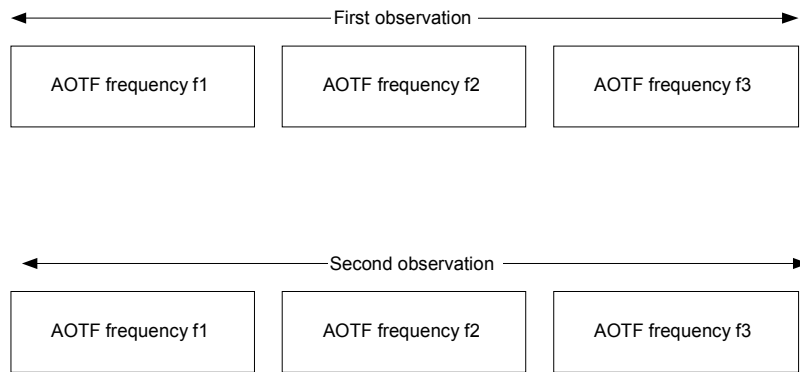 First observation
AOTF frequency f1
AOTF frequency f2
AOTF frequency f3
Second observation
AOTF frequency f1
AOTF frequency f2
AOTF frequency f3